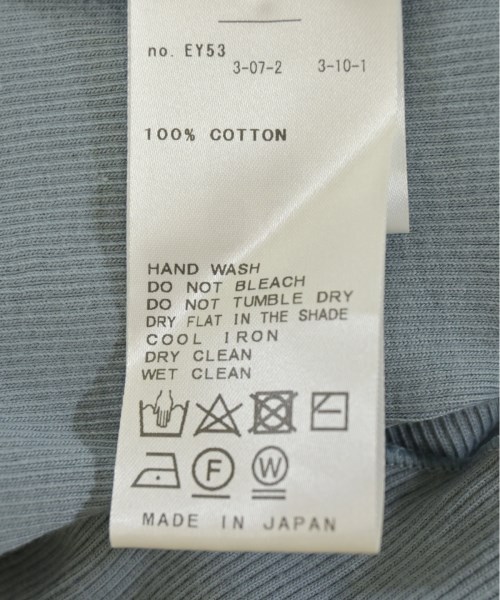 no. EY53
3-07-2 3-10-1
100% COTTON
HAND WASH
DO NOT BLEACH
DO NOT TUMBLE DRY
DRY FLAT IN THE SHADE
COOL IRON
DRY CLEAN
WET CLEAN
F W
MADE IN JAPAN